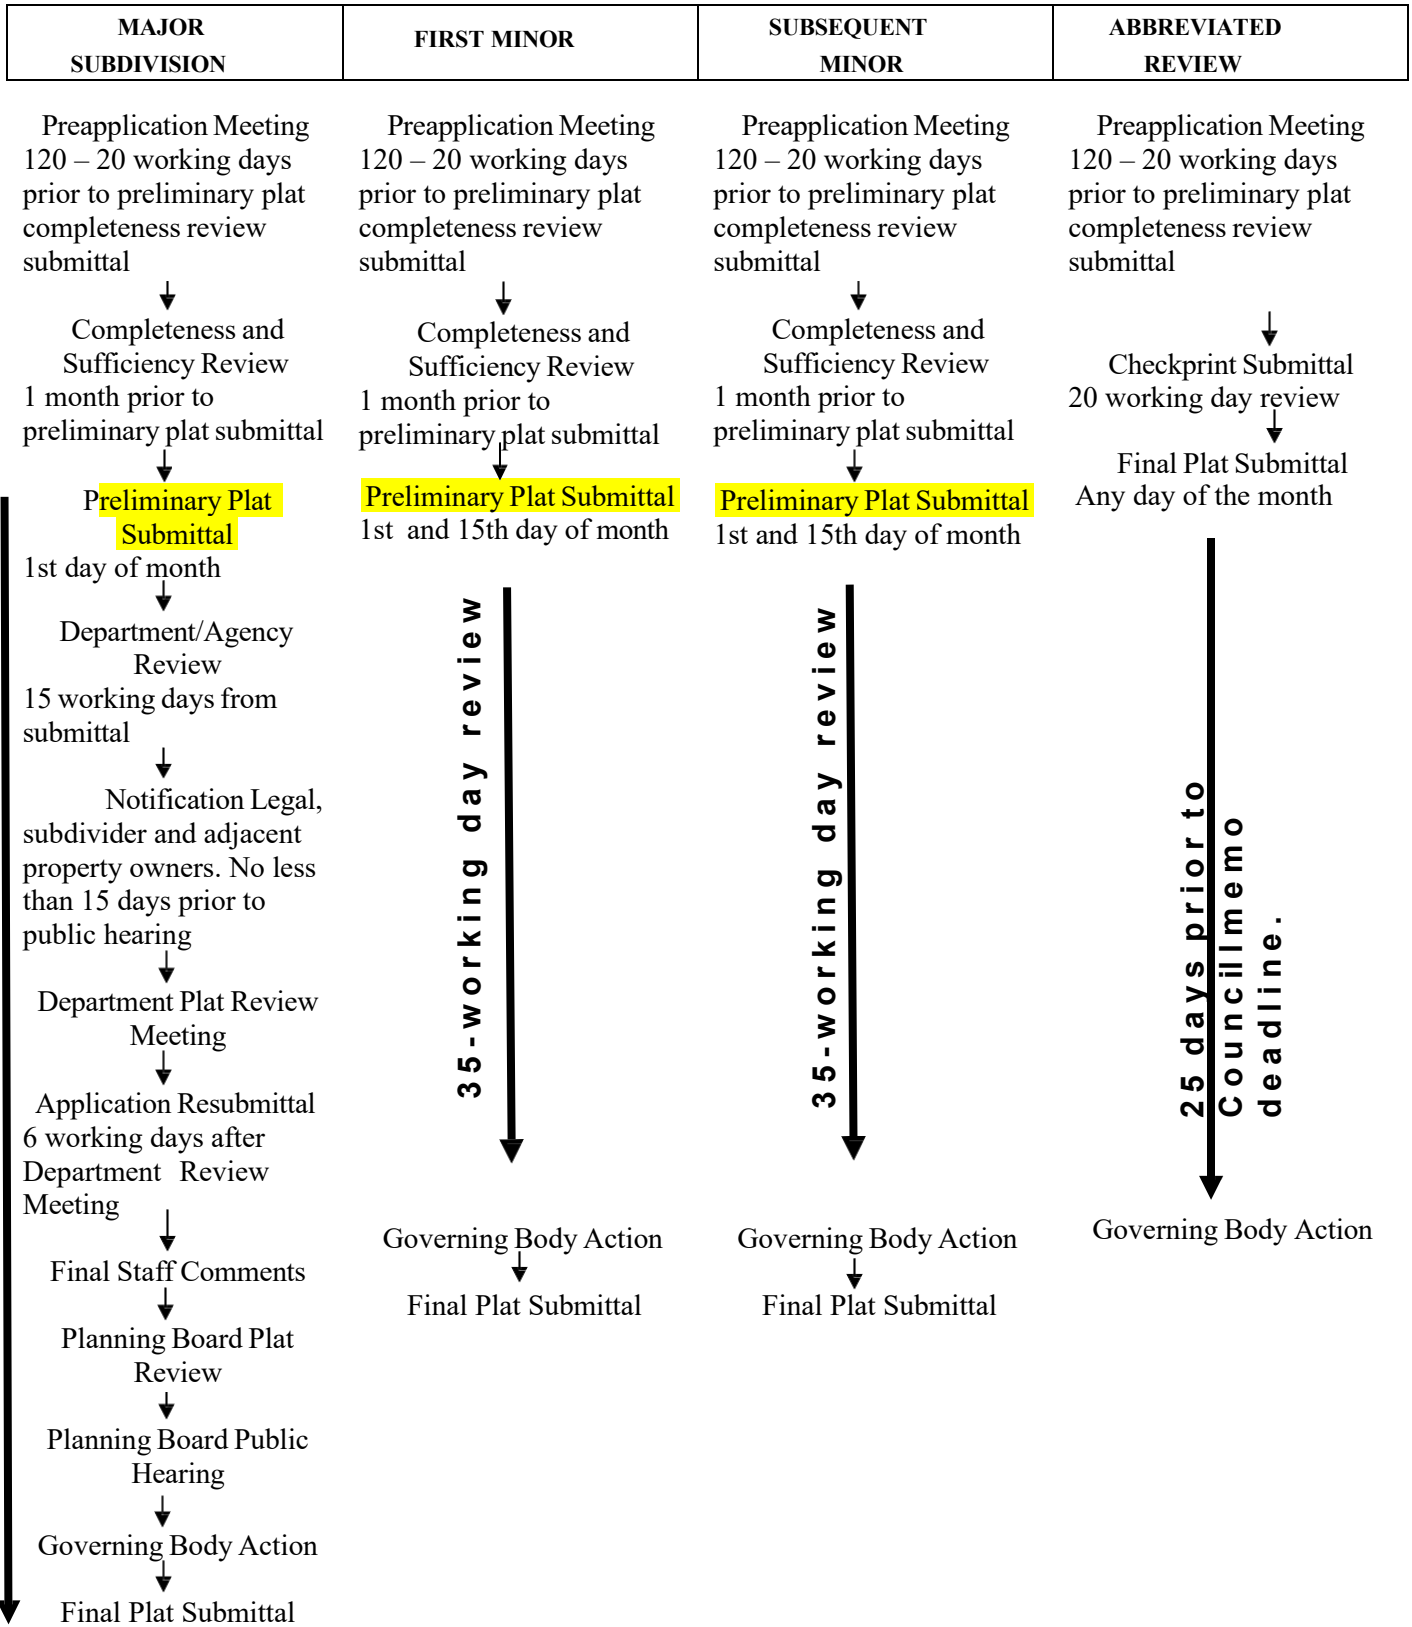 MAJOR
SUBDIVISION
FIRST MINOR
SUBSEQUENT
MINOR
ABBREVIATED
REVIEW
Preapplication Meeting
120 – 20 working days
prior to preliminary plat
completeness review
submittal
Completeness and
Sufficiency Review
1 month prior to
preliminary plat submittal
Preliminary Plat
Submittal
1st day of month
Department/Agency
Review
15 working days from
submittal
Notification Legal,
subdivider and adjacent
property owners. No less
than 15 days prior to
public hearing
Department Plat Review
Meeting
Application Resubmittal
6 working days after
Department Review
Meeting
Final Staff Comments
Planning Board Plat
Review
Planning Board Public
Hearing
Governing Body Action
Final Plat Submittal
Preapplication Meeting
120 – 20 working days
prior to preliminary plat
completeness review
submittal
Completeness and
Sufficiency Review
1 month prior to
preliminary plat submittal
Preliminary Plat Submittal
1st and 15th day of month
35-working day review
Governing Body Action
Final Plat Submittal
Preapplication Meeting
120 – 20 working days
prior to preliminary plat
completeness review
submittal
Completeness and
Sufficiency Review
1 month prior to
preliminary plat submittal
Preliminary Plat Submittal
1st and 15th day of month
35-working day review
Governing Body Action
Final Plat Submittal
Preapplication Meeting
120 – 20 working days
prior to preliminary plat
completeness review
submittal
Checkprint Submittal
20 working day review
Final Plat Submittal
Any day of the month
25 days prior to
Councillmemo
deadline.
Governing Body Action